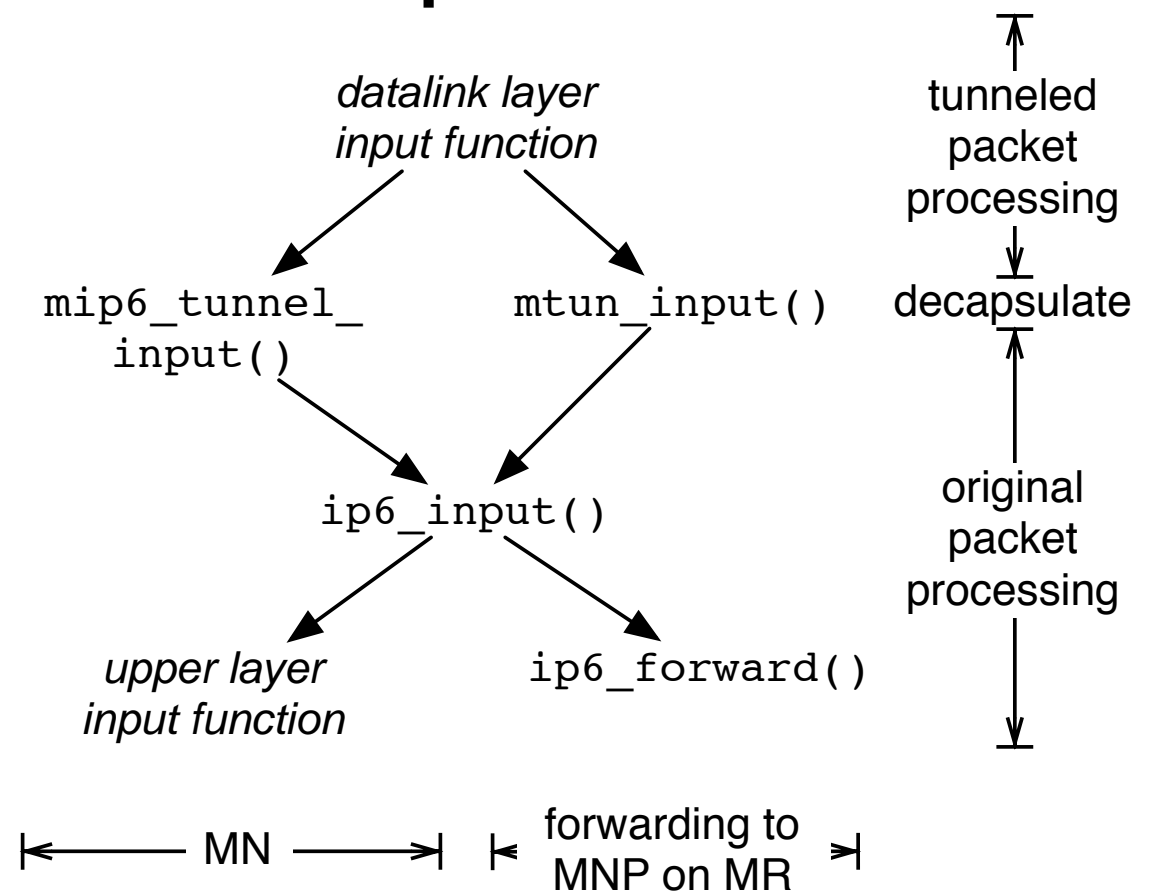 datalink layer
input function
tunneled
packet
processing
mip6_tunnel_
input()
mtun_input()
decapsulate
ip6_input()
original
packet
processing
upper layer
input function
ip6_forward()
MN
forwarding to
MNP on MR